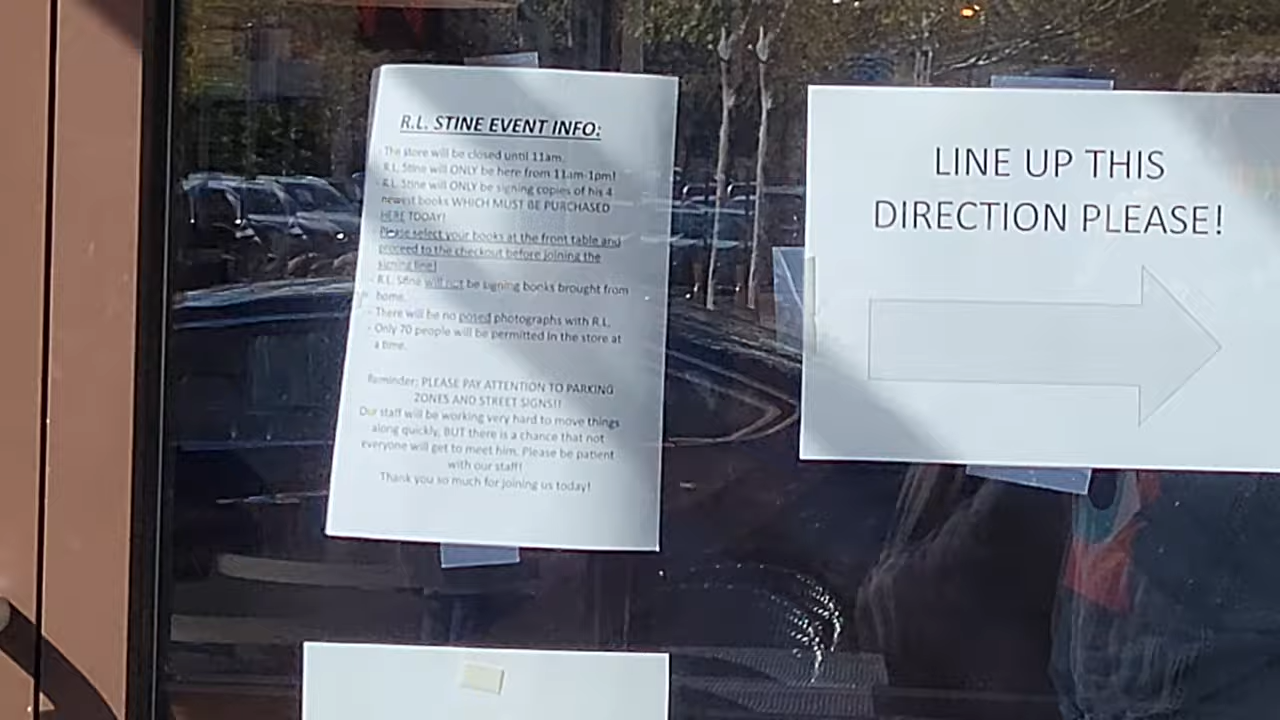 R.L. STINE EVENT INFO:
- The store will be closed until 11am.
- R.L. Stine will ONLY be here from 11am-1pm!
- R.L. Stine will ONLY be signing copies of his 4
newest books WHICH MUST BE PURCHASED
HERE TODAY!
- Please select your books at the front table and
proceed to the checkout before joining the
signing line!
- R.L. Stine will not be signing books brought from
home.
- There will be no posed photographs with R.L.
- Only 70 people will be permitted in the store at
a time.
Reminder: PLEASE PAY ATTENTION TO PARKING
ZONES AND STREET SIGNS!!
Our staff will be working very hard to move things
along quickly, BUT there is a chance that not
everyone will get to meet him. Please be patient
with our staff!
Thank you so much for joining us today!
LINE UP THIS
DIRECTION PLEASE!